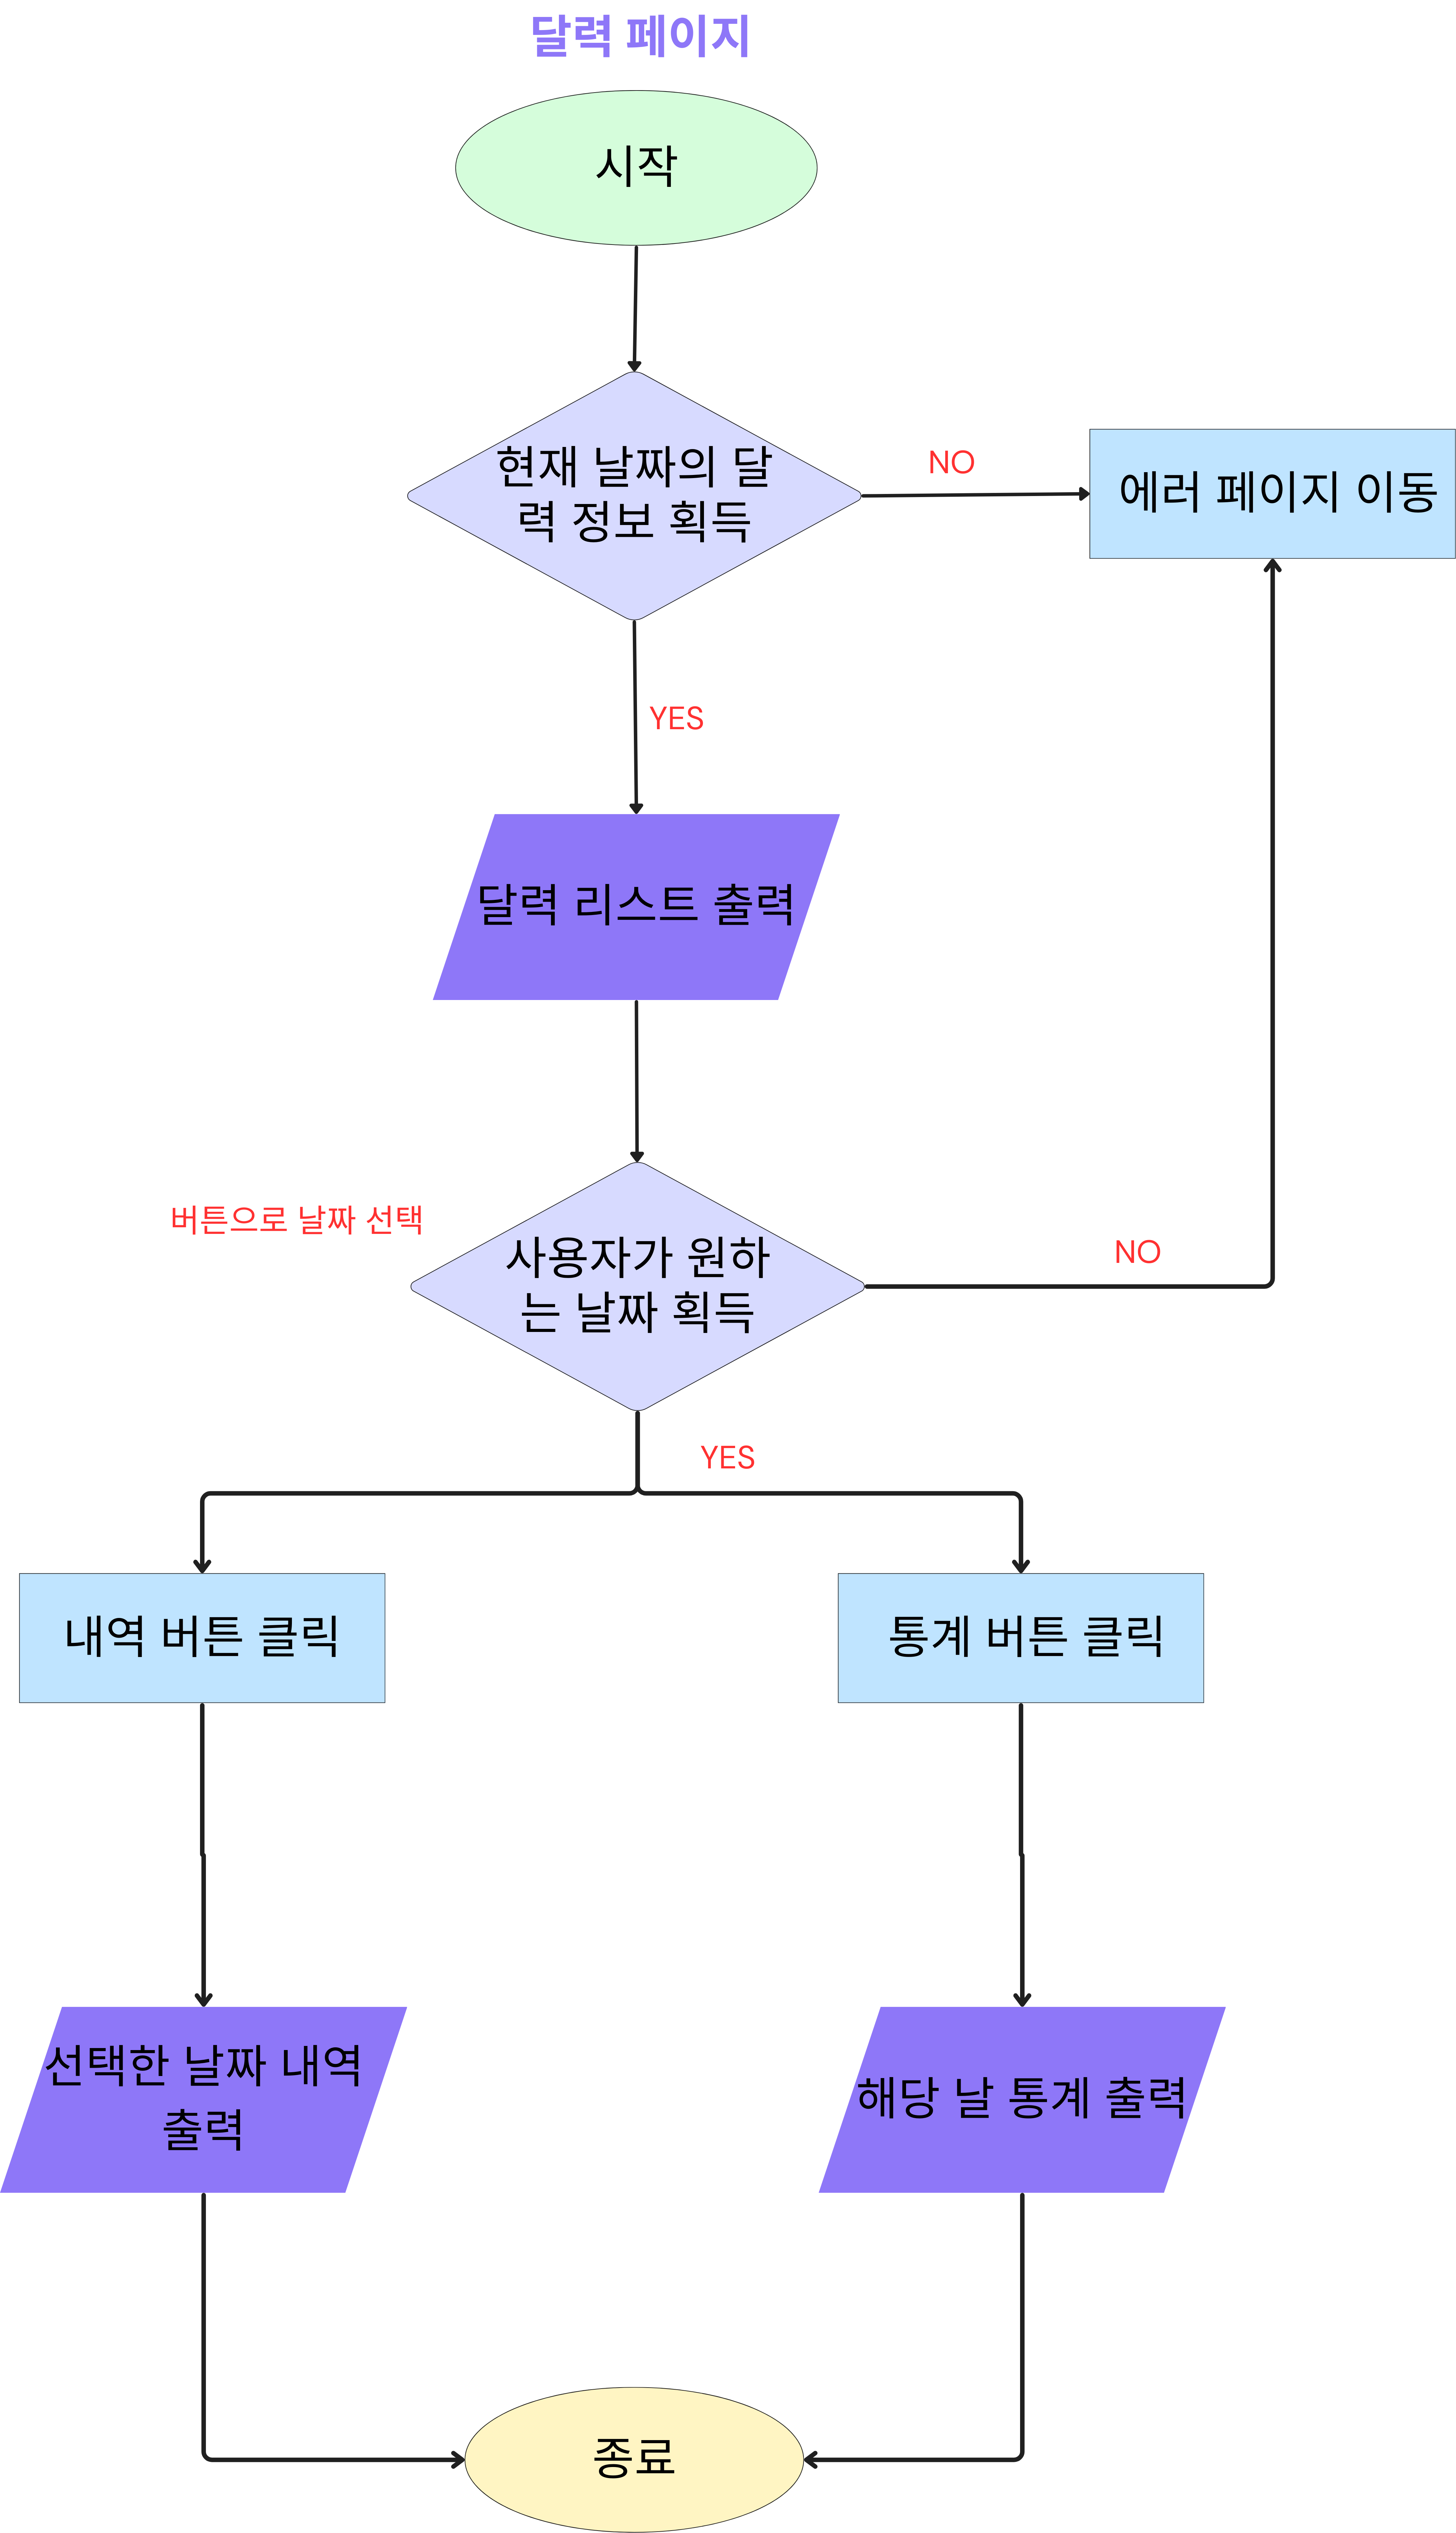 달력 페이지
시작
현재 날짜의 달
력 정보 획득
NO
에러 페이지 이동
YES
달력 리스트 출력
버튼으로 날짜 선택
사용자가 원하
는 날짜 획득
NO
YES
내역 버튼 클릭
통계 버튼 클릭
선택한 날짜 내역
출력
해당 날 통계 출력
종료